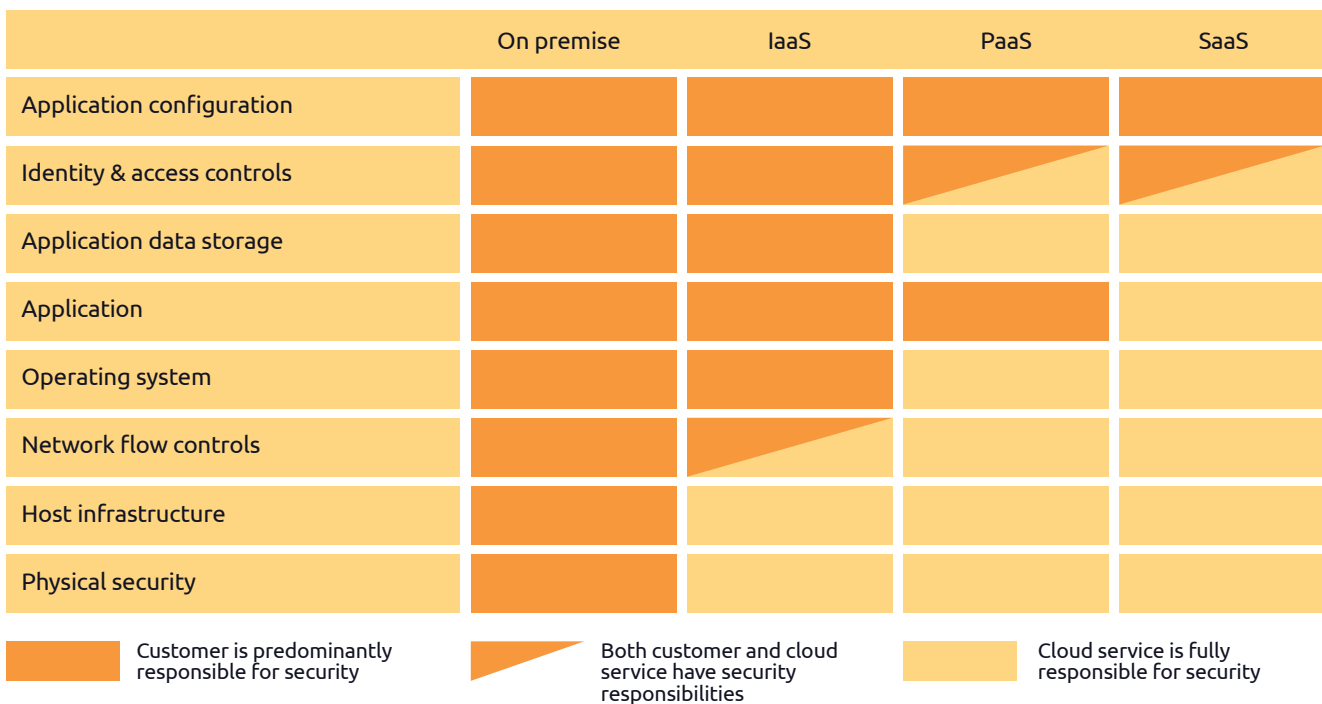 On premise IaaS PaaS SaaS
Application configuration
Identity & access controls
Application data storage
Application
Operating system
Network flow controls
Host infrastructure
Physical security
Customer is predominantly
responsible for security
Both customer and cloud
service have security
responsibilities
Cloud service is fully
responsible for security